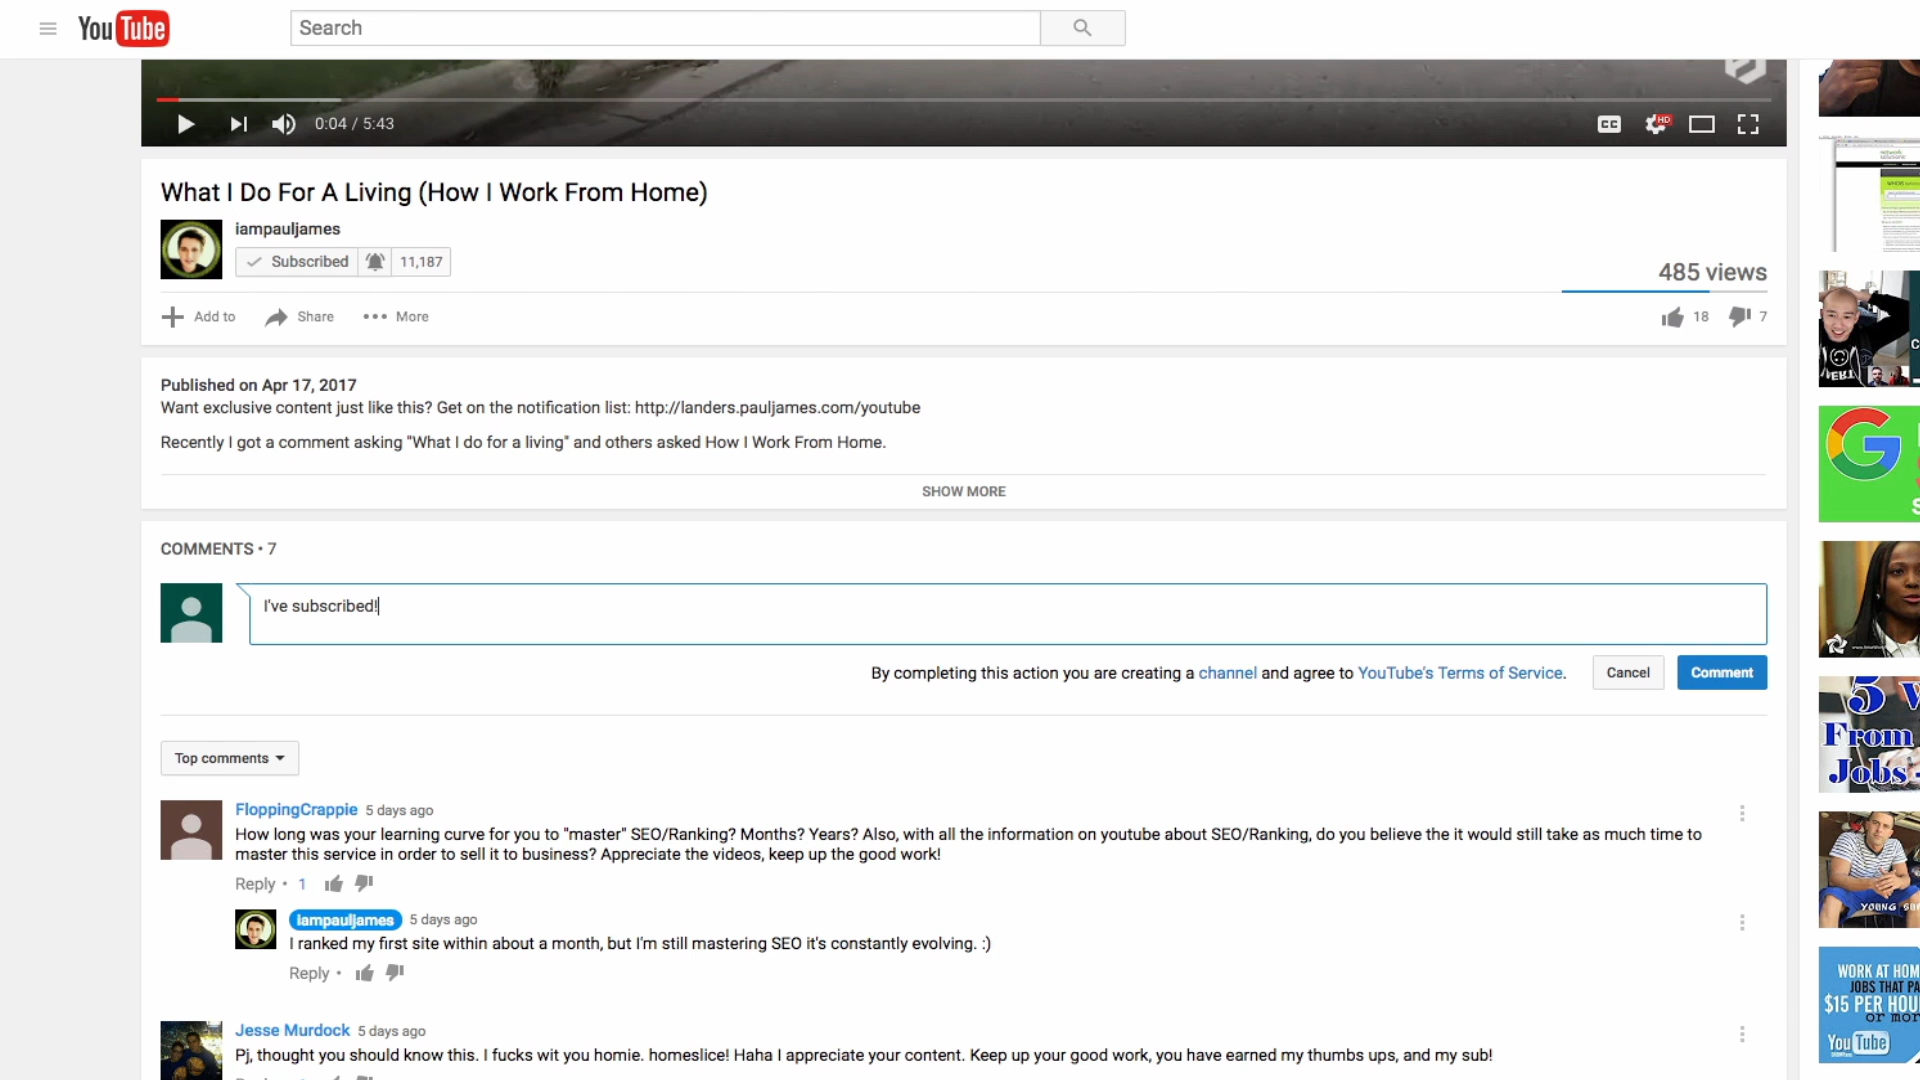 YouTube
Search
0:04 / 5:43
CC
HD
What I Do For A Living (How I Work From Home)
iampauljames
Subscribed 11,187
485 views
Add to Share More
18 7
Published on Apr 17, 2017
Want exclusive content just like this? Get on the notification list: http://landers.pauljames.com/youtube
Recently I got a comment asking "What I do for a living" and others asked How I Work From Home.
SHOW MORE
COMMENTS • 7
I've subscribed!
By completing this action you are creating a channel and agree to YouTube's Terms of Service.
Cancel
Comment
Top comments
FloppingCrappie 5 days ago
How long was your learning curve for you to "master" SEO/Ranking? Months? Years? Also, with all the information on youtube about SEO/Ranking, do you believe the it would still take as much time to
master this service in order to sell it to business? Appreciate the videos, keep up the good work!
Reply • 1
iampauljames 5 days ago
I ranked my first site within about a month, but I'm still mastering SEO it's constantly evolving. :)
Reply •
Jesse Murdock 5 days ago
Pj, thought you should know this. I fucks wit you homie. homeslice! Haha I appreciate your content. Keep up your good work, you have earned my thumbs ups, and my sub!
G
5
From
Jobs
YOUNG
WORK AT HOM
JOBS THAT PA
$15 PER HOU
or mor
YouTube